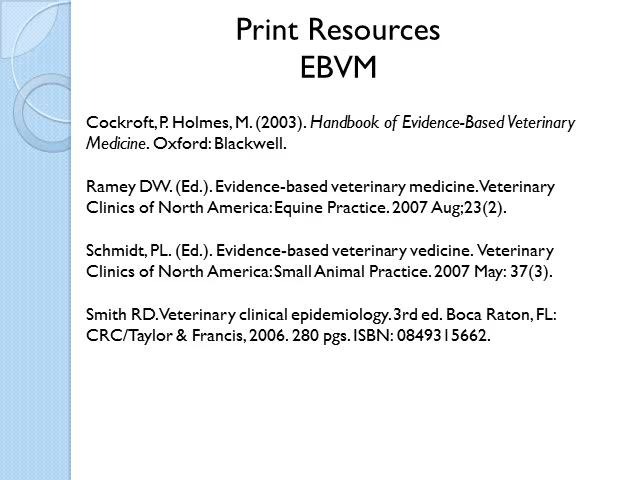 Print Resources
EBVM
Cockroft, P. Holmes, M. (2003). Handbook of Evidence-Based Veterinary
Medicine. Oxford: Blackwell.
Ramey DW. (Ed.). Evidence-based veterinary medicine. Veterinary
Clinics of North America: Equine Practice. 2007 Aug;23(2).
Schmidt, PL. (Ed.). Evidence-based veterinary vedicine. Veterinary
Clinics of North America: Small Animal Practice. 2007 May: 37(3).
Smith RD. Veterinary clinical epidemiology. 3rd ed. Boca Raton, FL:
CRC/Taylor & Francis, 2006. 280 pgs. ISBN: 0849315662.